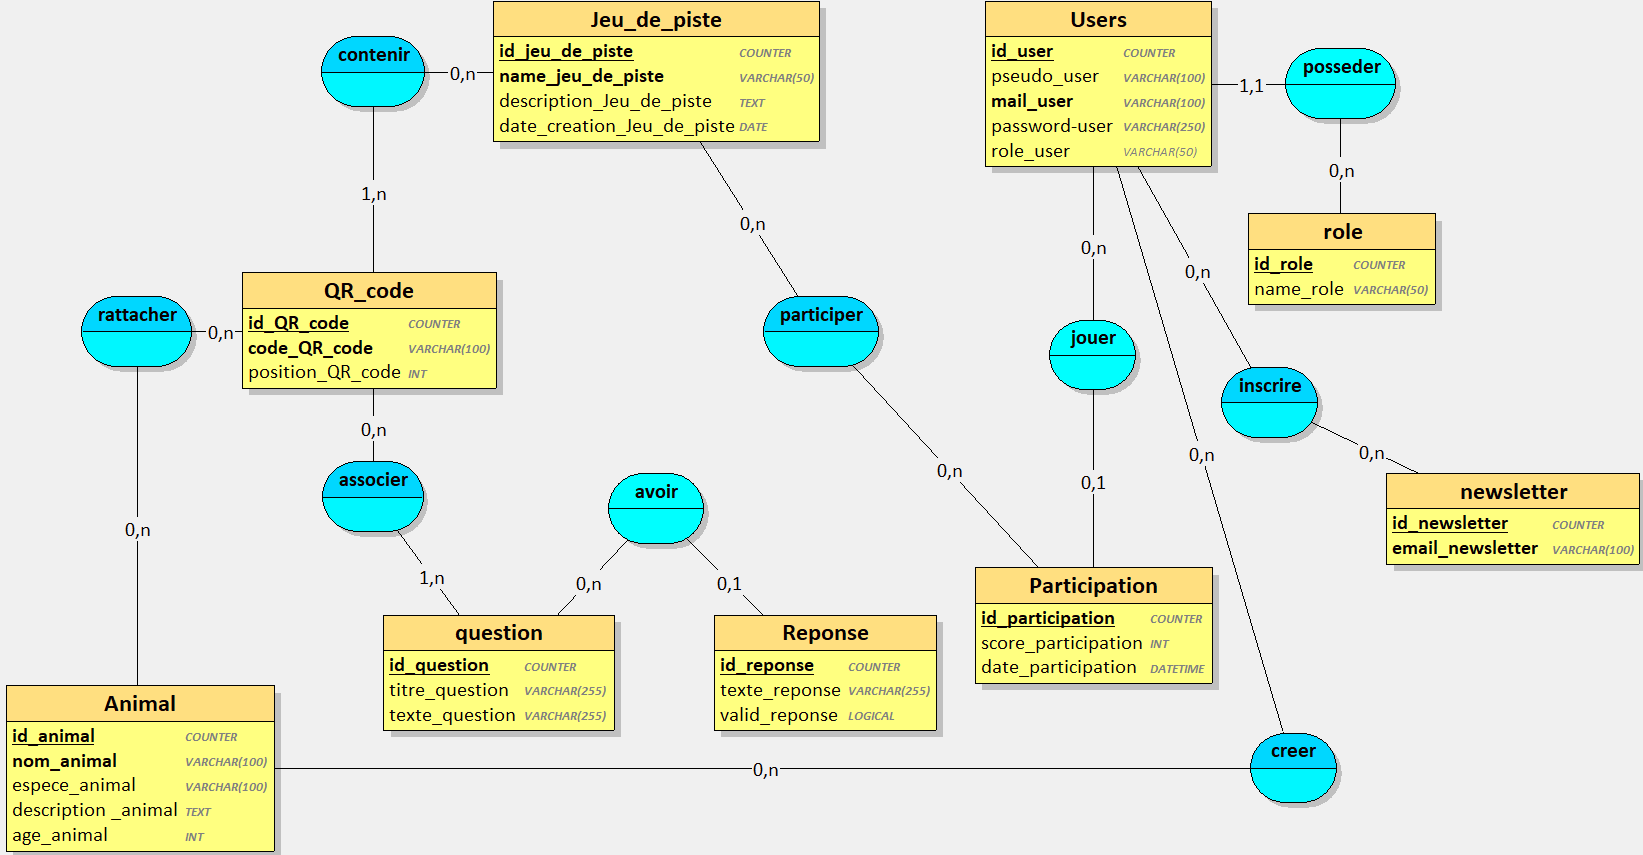 Jeu_de_piste
id_jeu_de_piste COUNTER
name_jeu_de_piste VARCHAR(50)
description_Jeu_de_piste TEXT
date_creation_Jeu_de_piste DATE
Users
id_user COUNTER
pseudo_user VARCHAR(100)
mail_user VARCHAR(100)
password-user VARCHAR(250)
role_user VARCHAR(50)
contenir
0,n
1,n
posseder
1,1
0,n
role
id_role COUNTER
name_role VARCHAR(50)
0,n
participer
0,n
0,n
jouer
0,1
0,n
inscrire
0,n
QR_code
id_QR_code COUNTER
code_QR_code VARCHAR(100)
position_QR_code INT
rattacher
0,n
0,n
0,n
associer
1,n
avoir
0,n
0,1
newsletter
id_newsletter COUNTER
email_newsletter VARCHAR(100)
question
id_question COUNTER
titre_question VARCHAR(255)
texte_question VARCHAR(255)
Reponse
id_reponse COUNTER
texte_reponse VARCHAR(255)
valid_reponse LOGICAL
Participation
id_participation COUNTER
score_participation INT
date_participation DATETIME
Animal
id_animal COUNTER
nom_animal VARCHAR(100)
espece_animal VARCHAR(100)
description _animal TEXT
age_animal INT
0,n
0,n
creer